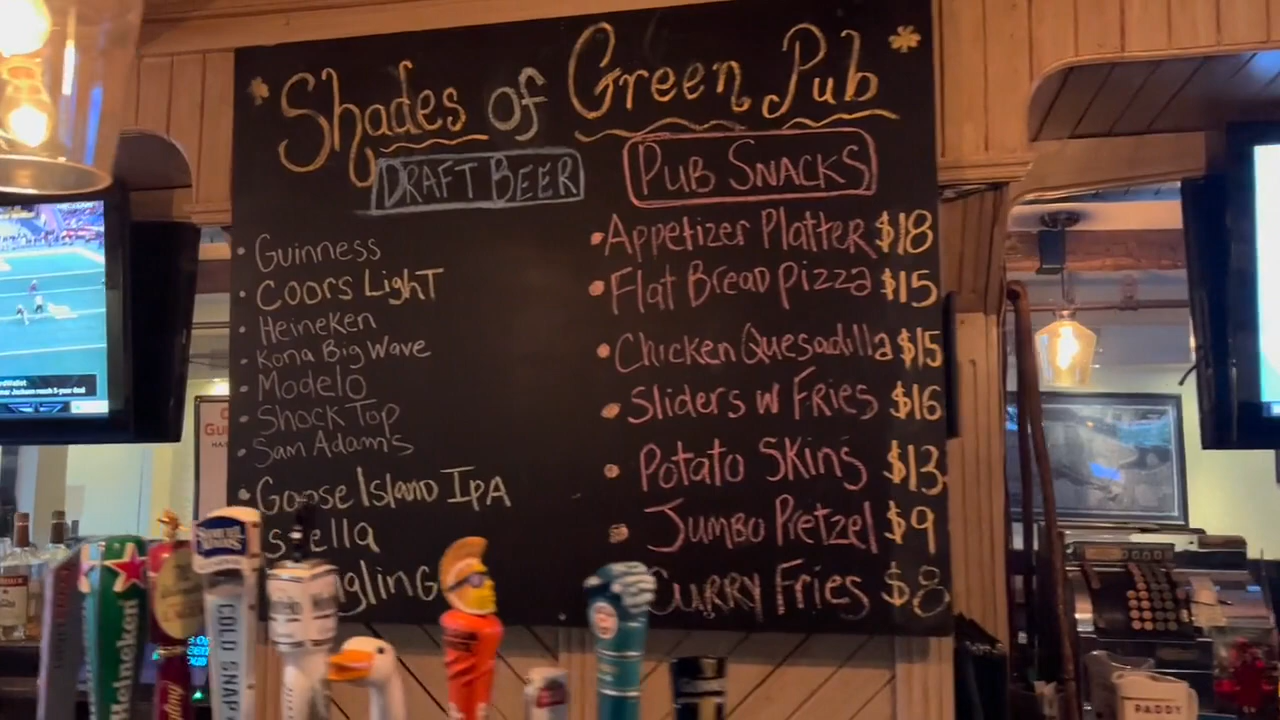 Shades of Green Pub
DRAFT BEER
Guinness
Coors Light
Heineken
Kona Big Wave
Modelo
Shock Top
Sam Adam's
Goose Island IPA
PUB SNACKS
Appetizer Platter $18
Flat Bread Pizza $15
Chicken Quesadilla $15
Sliders w Fries $16
Potato Skins $13
Jumbo Pretzel $9
Curry Fries $8
Heineken
COLD SNAP
PADDY